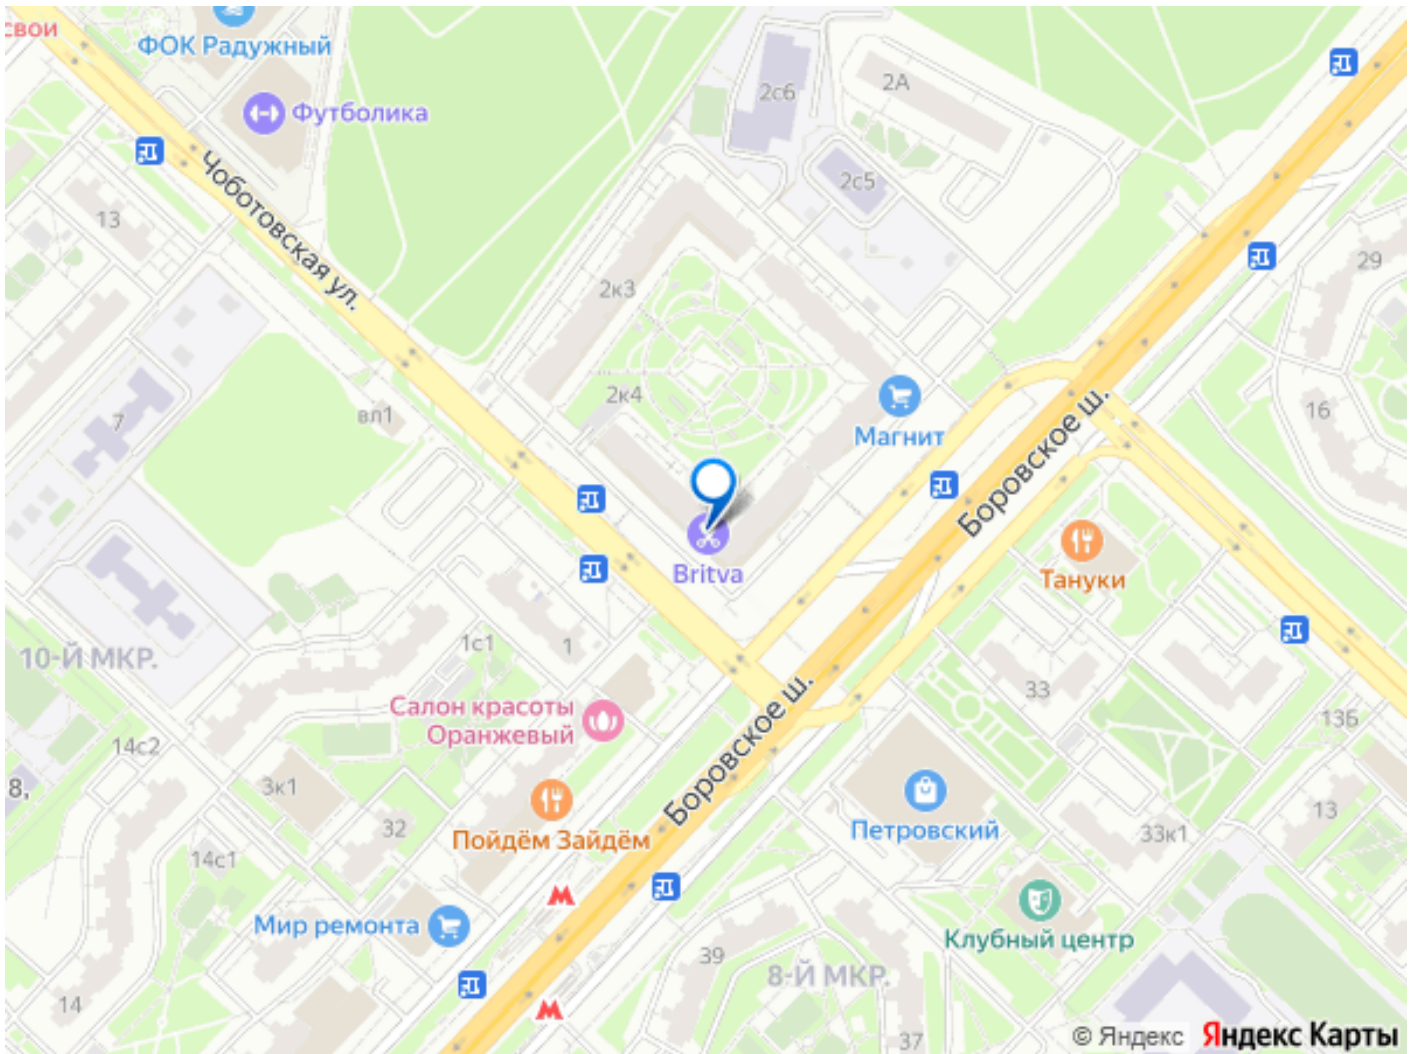 свои
ФОК Радужный
Футболика
2с6
2А
2с5
Чоботовская ул.
13
2к3
29
2к4
вл1
7
16
Магнит
Боровское ш.
Britva
Тануки
10-Й МКР.
1с1
1
33
Салон красоты
Оранжевый
Боровское ш.
13Б
14с2
8,
3к1
32
Пойдём Зайдём
Петровский
33к1
13
14с1
Мир ремонта
Клубный центр
39
8-Й МКР.
14
37
© Яндекс Яндекс Карты